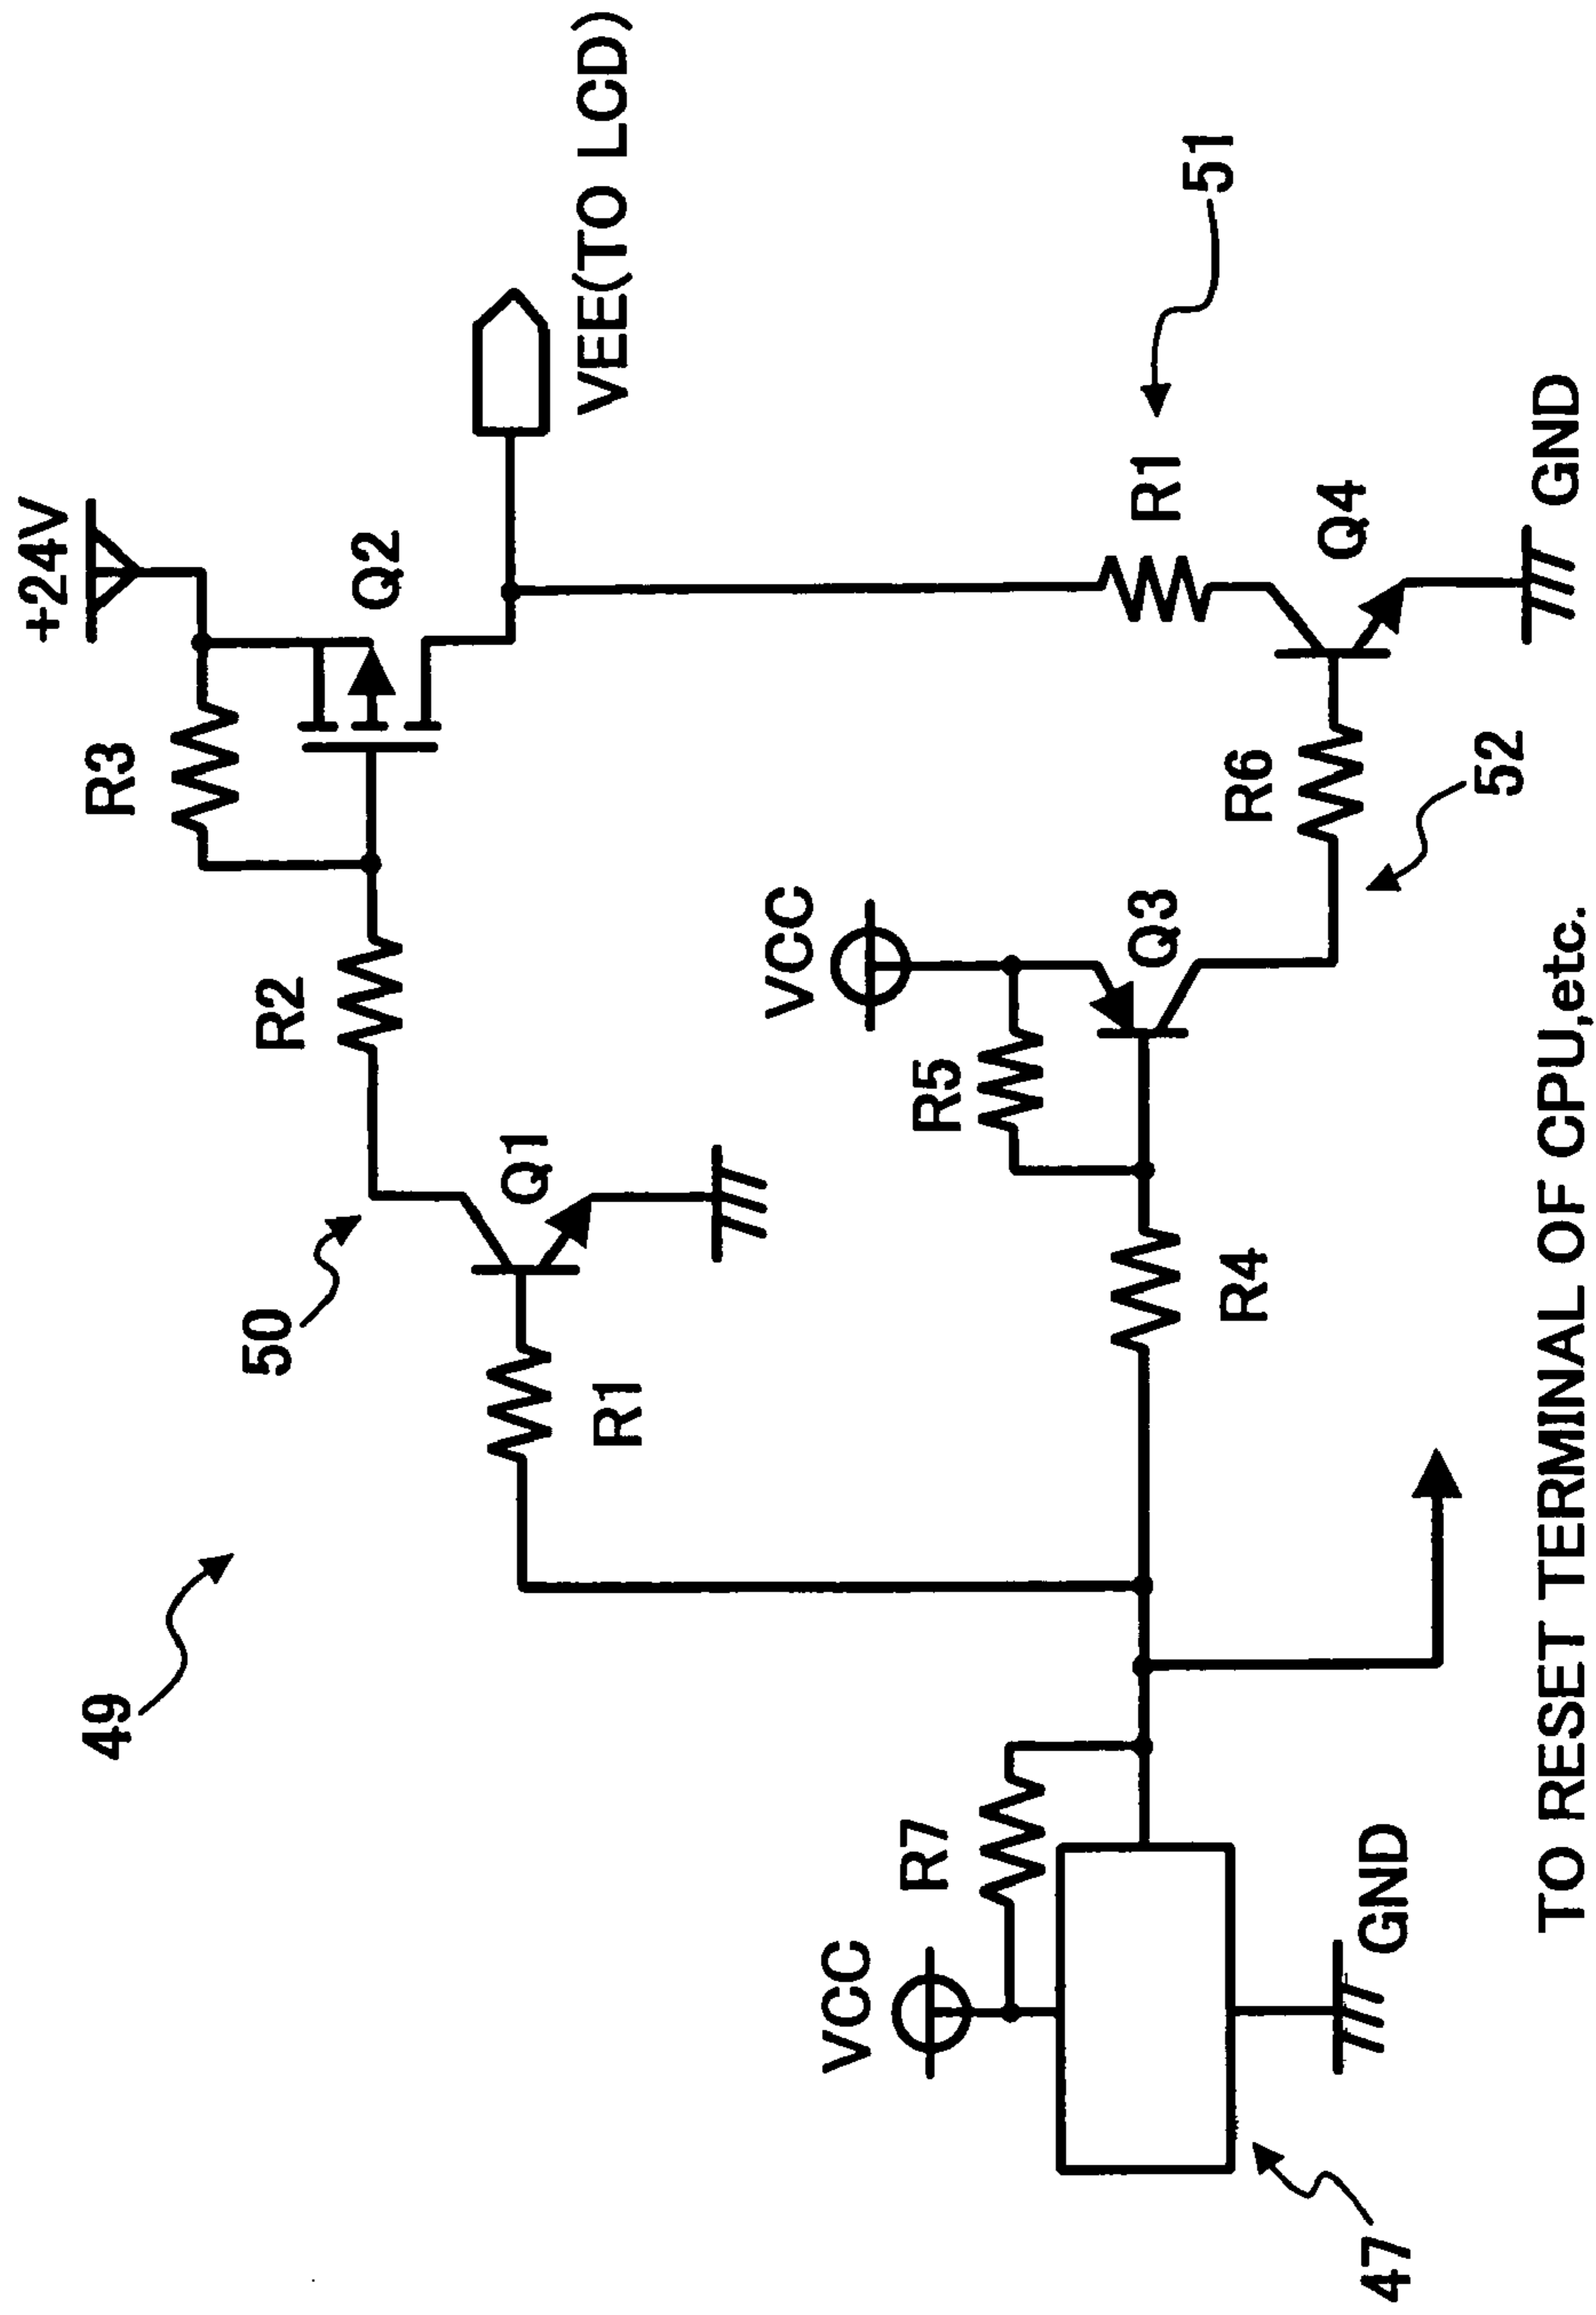 +24V
R3
Q2
VEE(TO LCD)
R2
50
Q1
R1
49
VCC
R5
Q3
R4
R6
52
R1
51
Q4
GND
VCC
R7
GND
47
TO RESET TERMINAL OF CPU,etc.